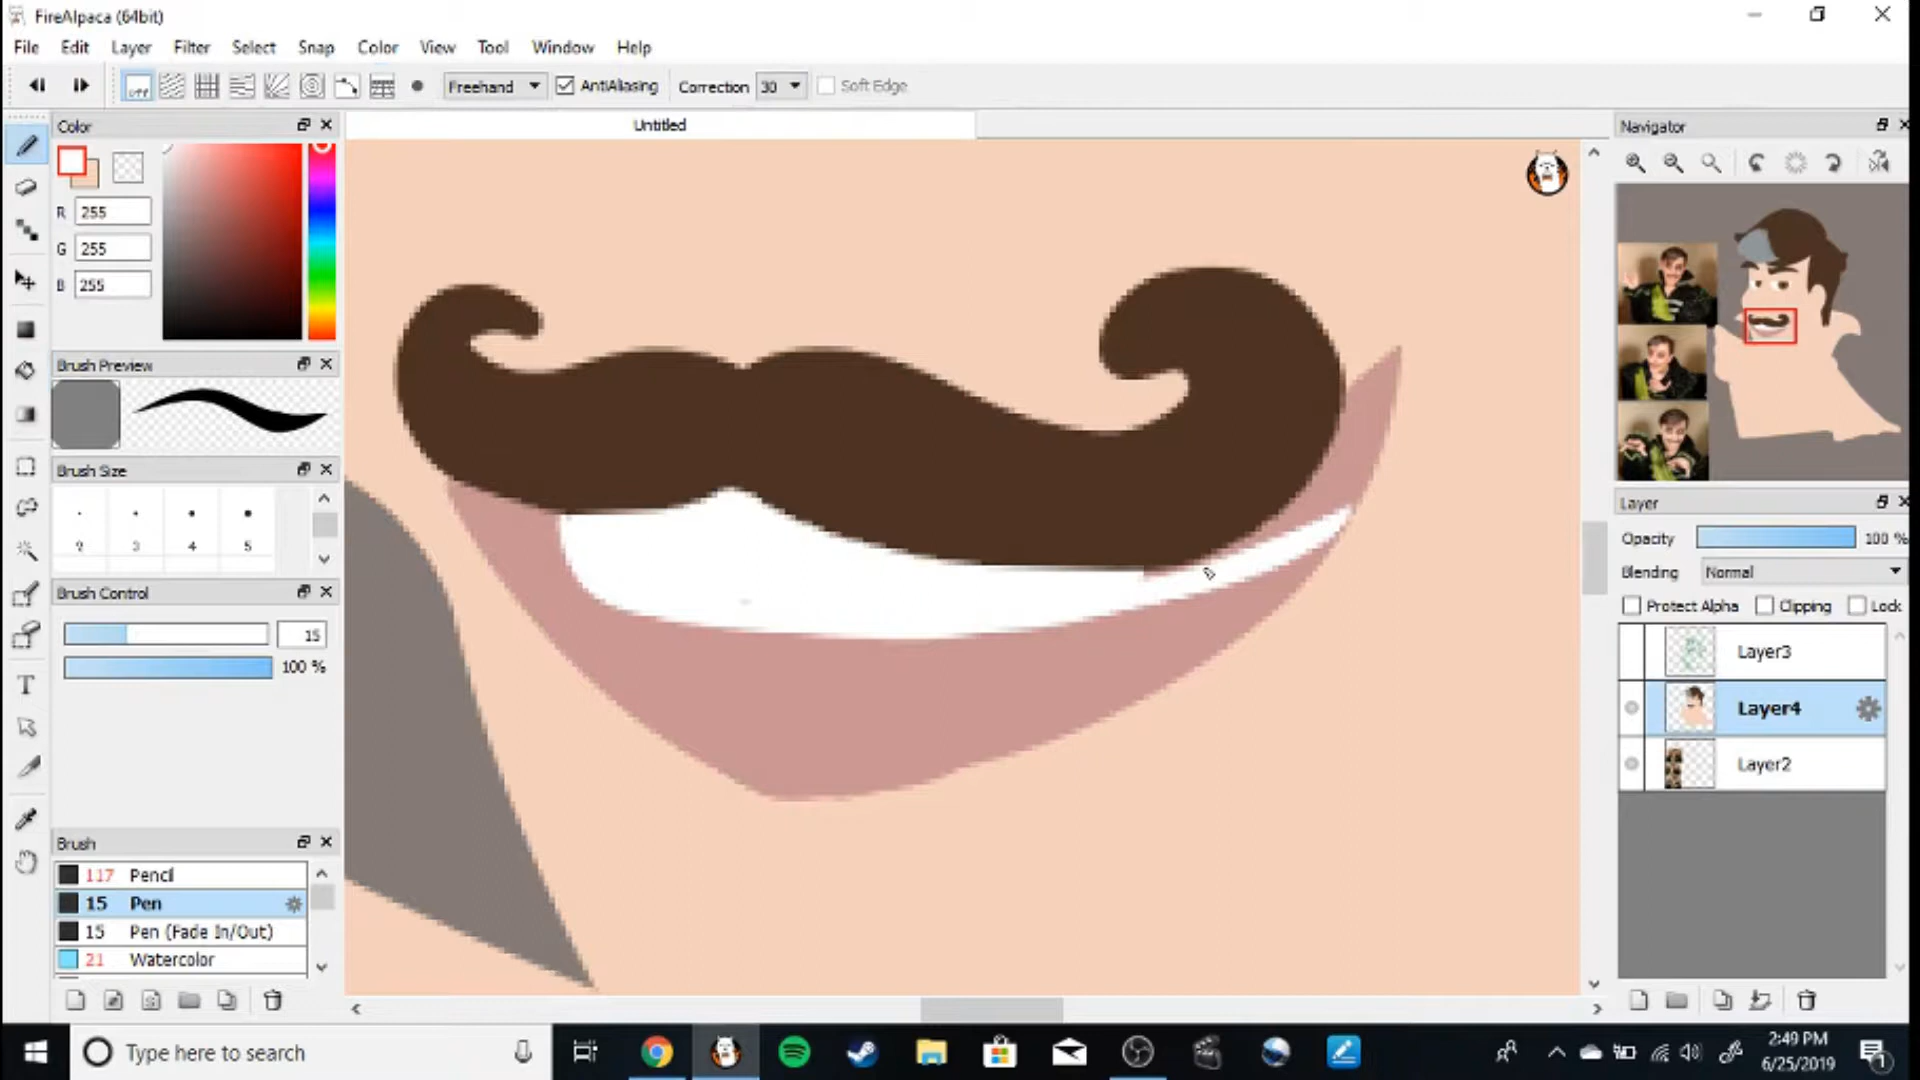 FireAlpaca (64bit)
File Edit Layer Filter Select Snap Color View Tool Window Help
OFF Freehand AntiAliasing Correction 30 Soft Edge
Color
R 255
G 255
B 255
Brush Preview
Brush Size
2 3 4 5
Brush Control
15
100 %
Brush
117 Pencil
15 Pen
15 Pen (Fade In/Out)
21 Watercolor
Untitled
Navigator
Layer
Opacity 100 %
Blending Normal
Protect Alpha Clipping Lock
Layer3
Layer4
Layer2
T
Type here to search
2:49 PM
6/25/2019
1